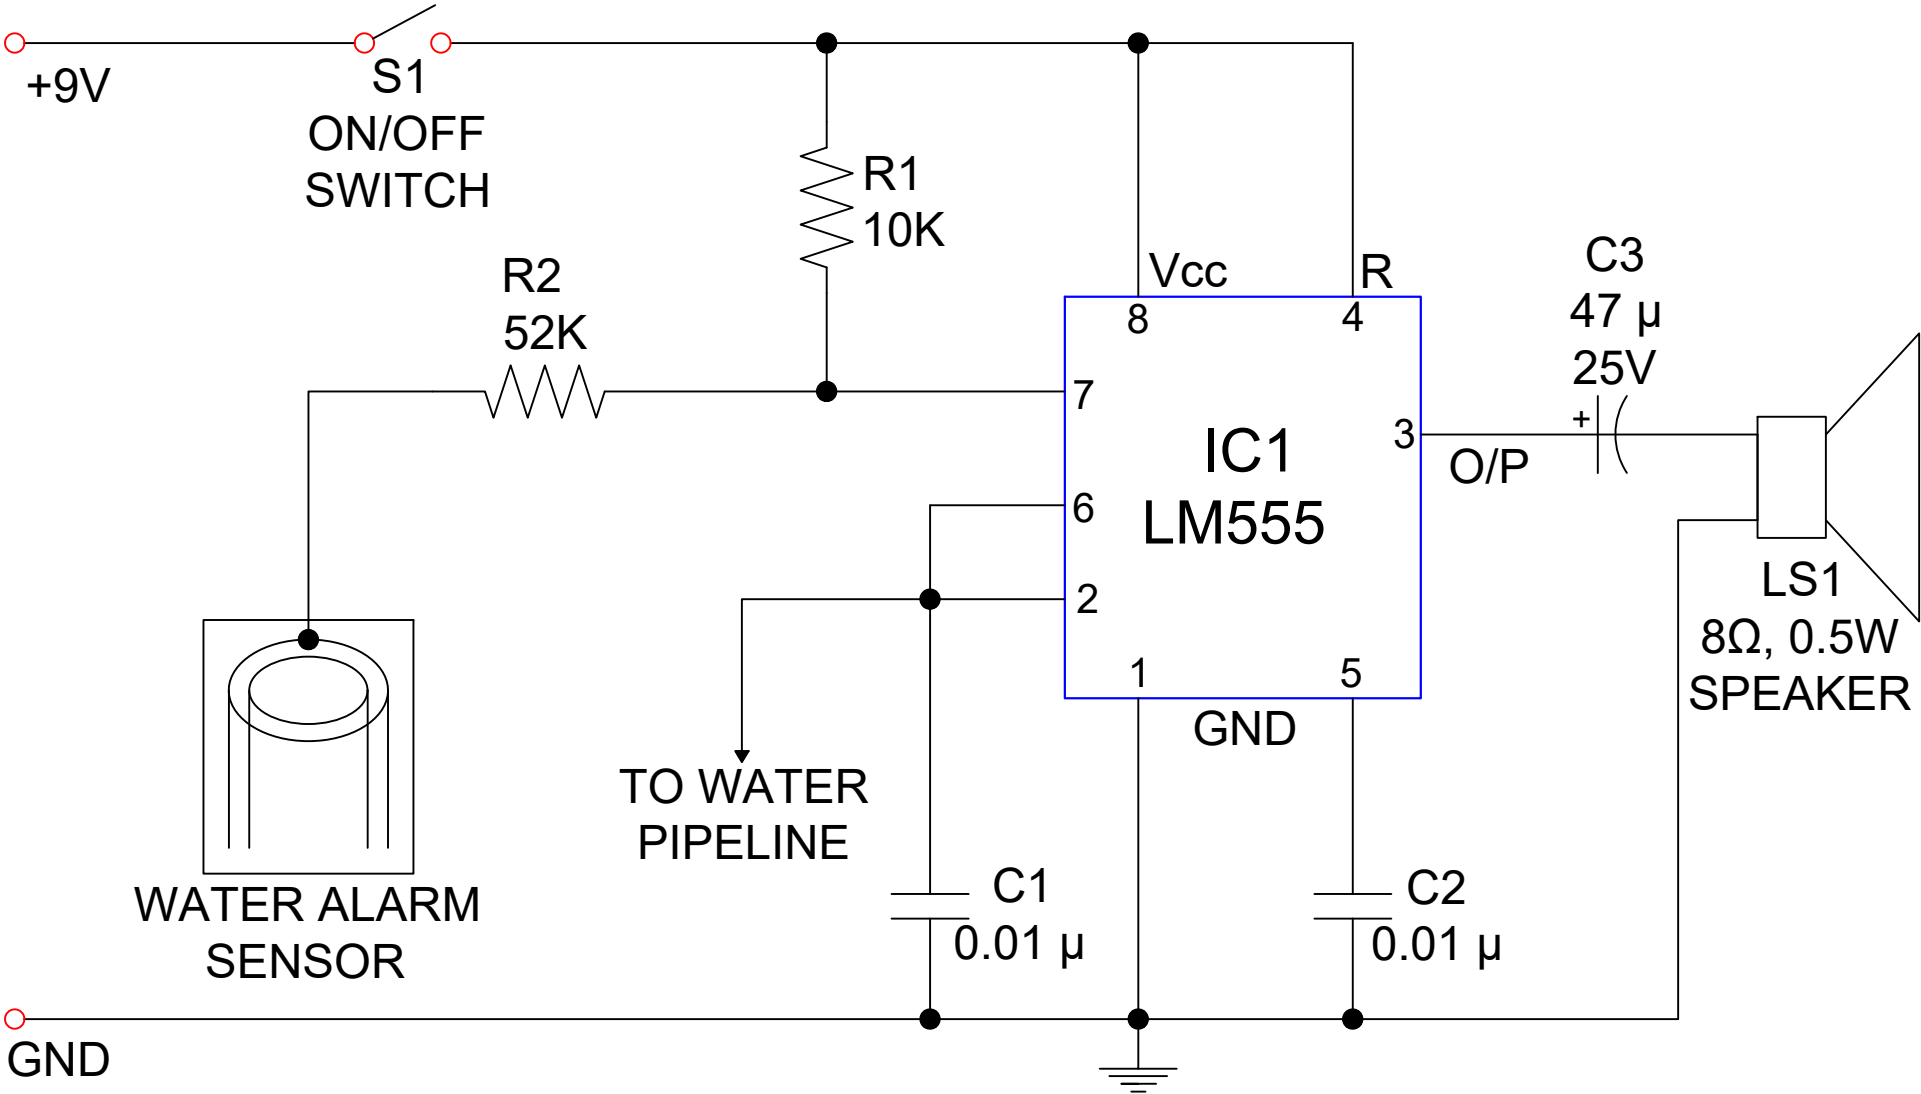 +9V
S1
ON/OFF
SWITCH
R1
10K
R2
52K
Vcc
R
8
4
7
6
2
3
1
5
IC1
LM555
GND
O/P
C3
47 µ
25V
+
LS1
8Ω, 0.5W
SPEAKER
TO WATER
PIPELINE
WATER ALARM
SENSOR
C1
0.01 µ
C2
0.01 µ
GND